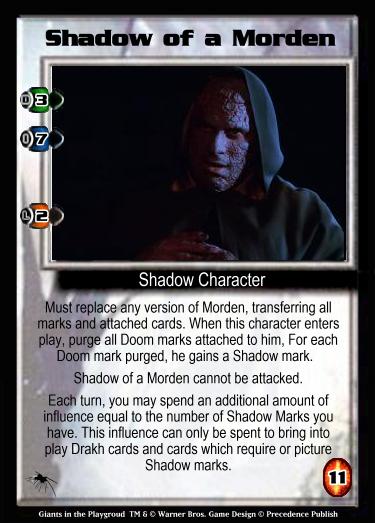 Shadow of a Morden
D 3
I 7
L 2
Shadow Character
Must replace any version of Morden, transferring all
marks and attached cards. When this character enters
play, purge all Doom marks attached to him, For each
Doom mark purged, he gains a Shadow mark.
Shadow of a Morden cannot be attacked.
Each turn, you may spend an additional amount of
influence equal to the number of Shadow Marks you
have. This influence can only be spent to bring into
play Drakh cards and cards which require or picture
Shadow marks.
11
Giants in the Playgroud TM & © Warner Bros. Game Design © Precedence Publish